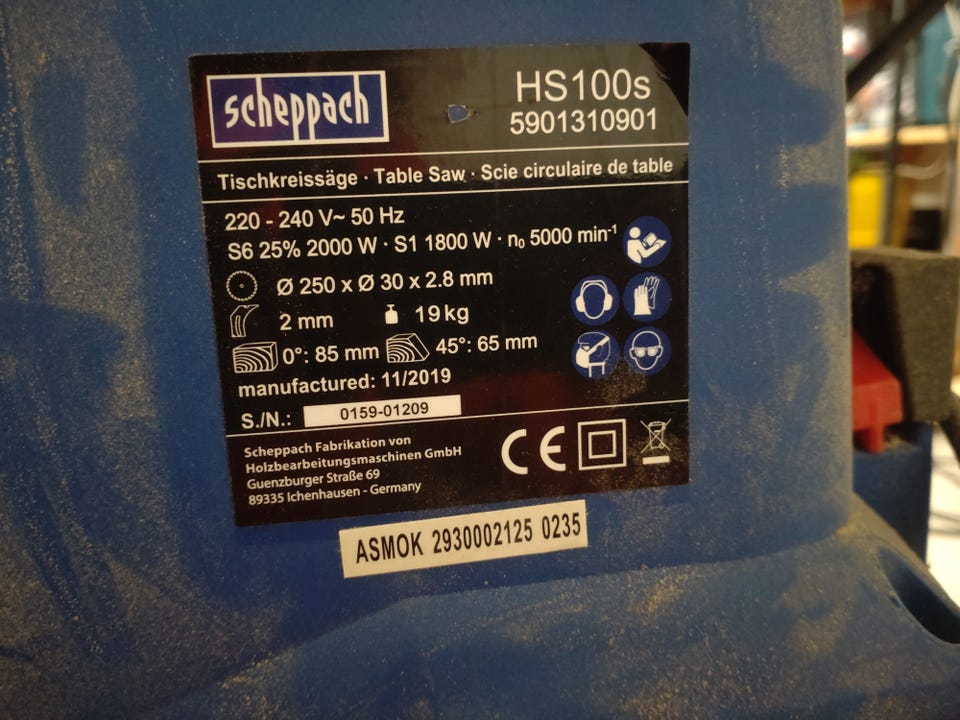 scheppach
HS100s
5901310901
Tischkreissäge · Table Saw · Scie circulaire de table
220 - 240 V~ 50 Hz
S6 25% 2000 W · S1 1800 W · n₀ 5000 min⁻¹
Ø 250 x Ø 30 x 2.8 mm
2 mm 19 kg
0°: 85 mm 45°: 65 mm
manufactured: 11/2019
S./N.: 0159-01209
Scheppach Fabrikation von
Holzbearbeitungsmaschinen GmbH
Guenzburger Straße 69
89335 Ichenhausen - Germany
CE
ASMOK 2930002125 0235